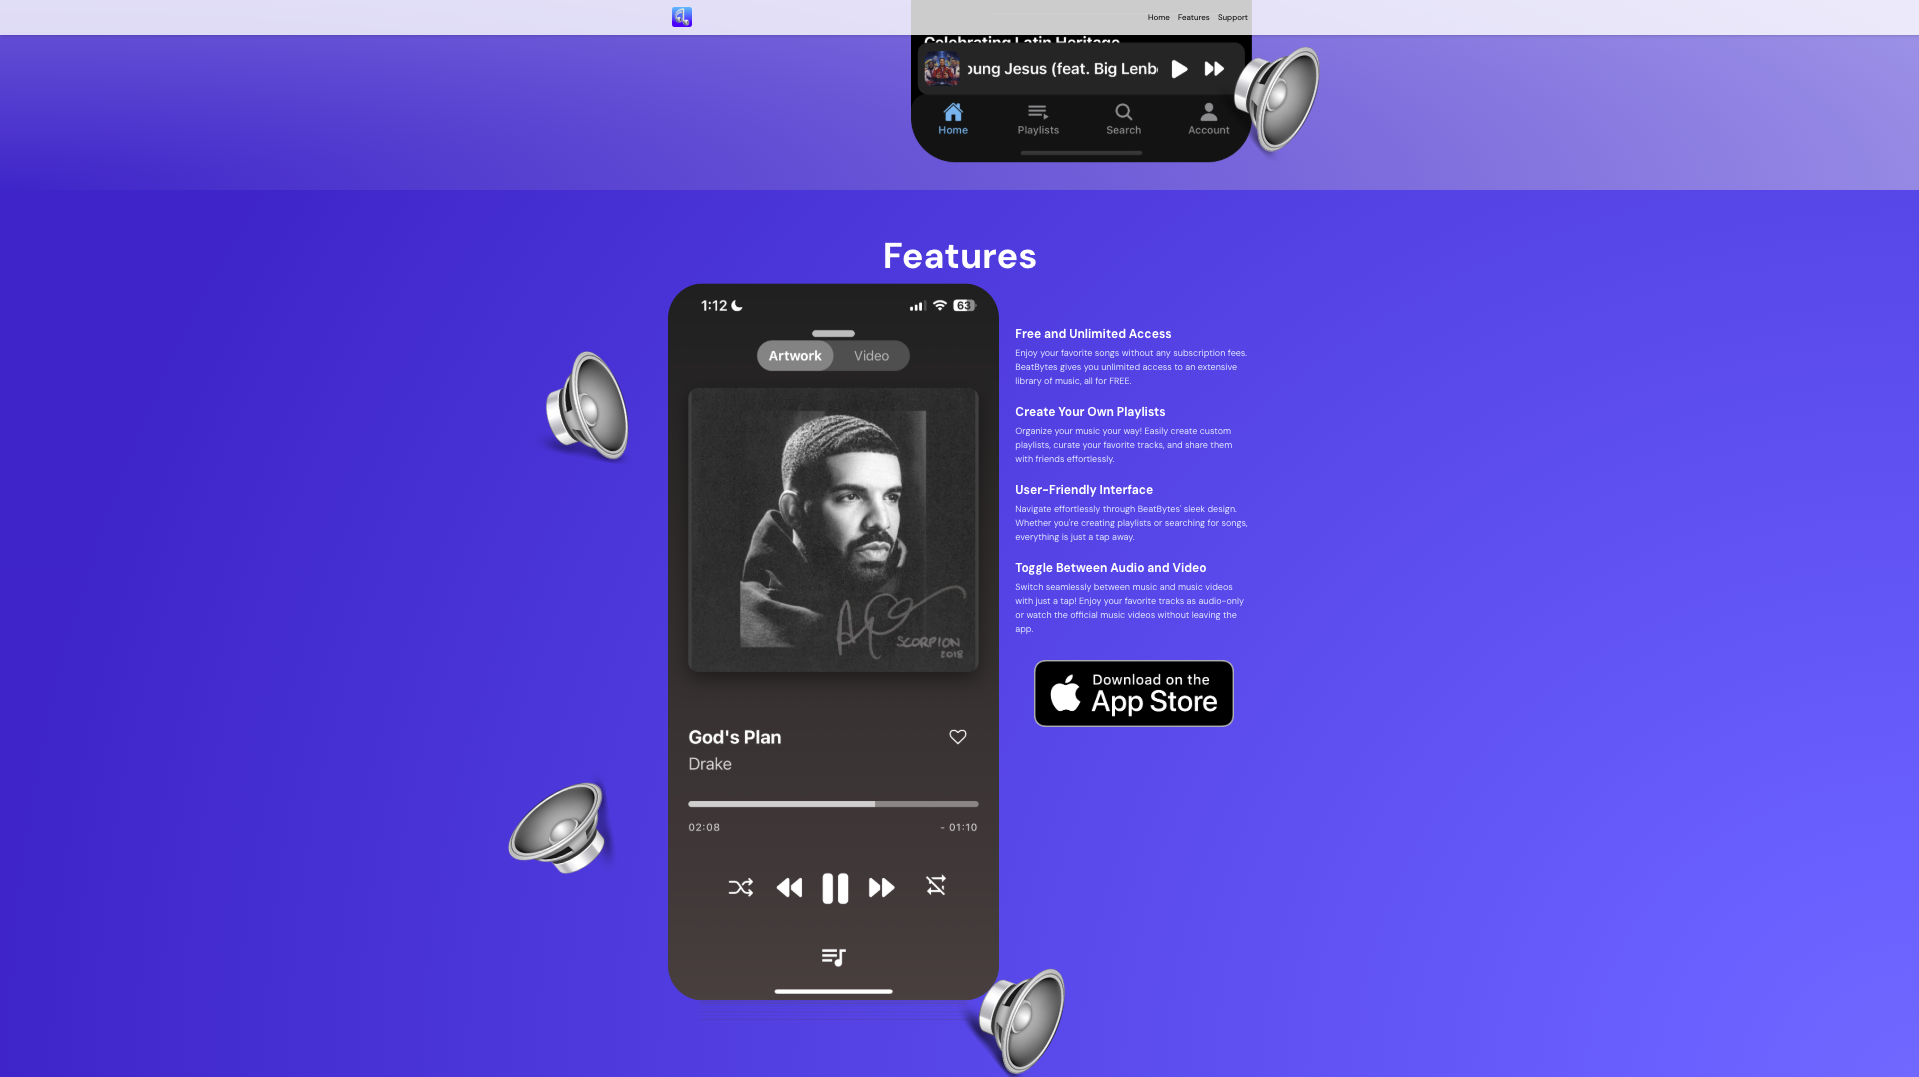 Home Features Support
Celebrating Latin Heritage
oung Jesus (feat. Big Lenb
Home Playlists Search Account
Features
1:12
63
Artwork Video
SCORPION
2018
God's Plan
Drake
02:08 - 01:10
Free and Unlimited Access
Enjoy your favorite songs without any subscription fees.
BeatBytes gives you unlimited access to an extensive
library of music, all for FREE.
Create Your Own Playlists
Organize your music your way! Easily create custom
playlists, curate your favorite tracks, and share them
with friends effortlessly.
User-Friendly Interface
Navigate effortlessly through BeatBytes' sleek design.
Whether you're creating playlists or searching for songs,
everything is just a tap away.
Toggle Between Audio and Video
Switch seamlessly between music and music videos
with just a tap! Enjoy your favorite tracks as audio-only
or watch the official music videos without leaving the
app.
Download on the
App Store